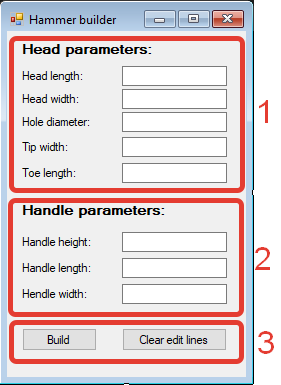 Hammer builder
Head parameters:
Head length:
Head width:
Hole diameter:
Tip width:
Toe length:
1
Handle parameters:
Handle height:
Handle length:
Hendle width:
2
Build Clear edit lines
3